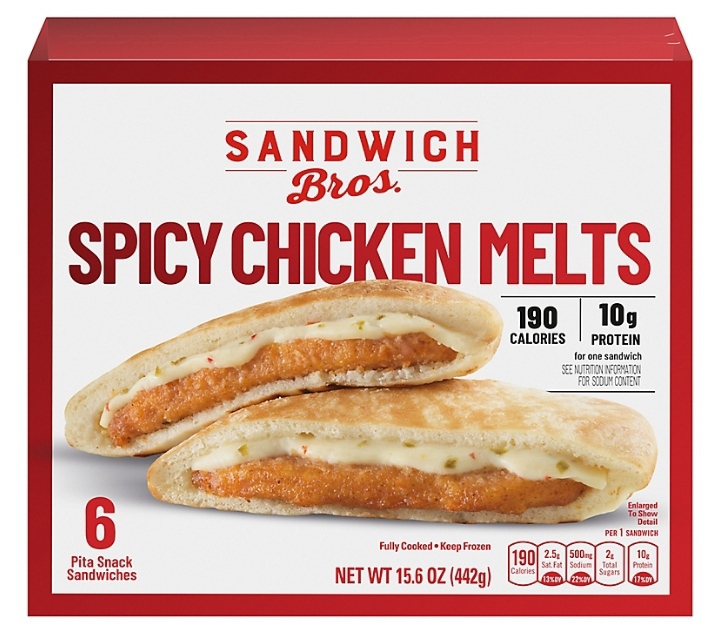 SANDWICH
Bros.
SPICY CHICKEN MELTS
190
CALORIES
10g
PROTEIN
for one sandwich
SEE NUTRITION INFORMATION
FOR SODIUM CONTENT
6
Pita Snack
Sandwiches
Enlarged
To Show
Detail
Fully Cooked • Keep Frozen
NET WT 15.6 OZ (442g)
PER 1 SANDWICH
190
Calories
2.5g
Sat. Fat
13%DV
500mg
Sodium
22%DV
2g
Total
Sugars
10g
Protein
17%DV